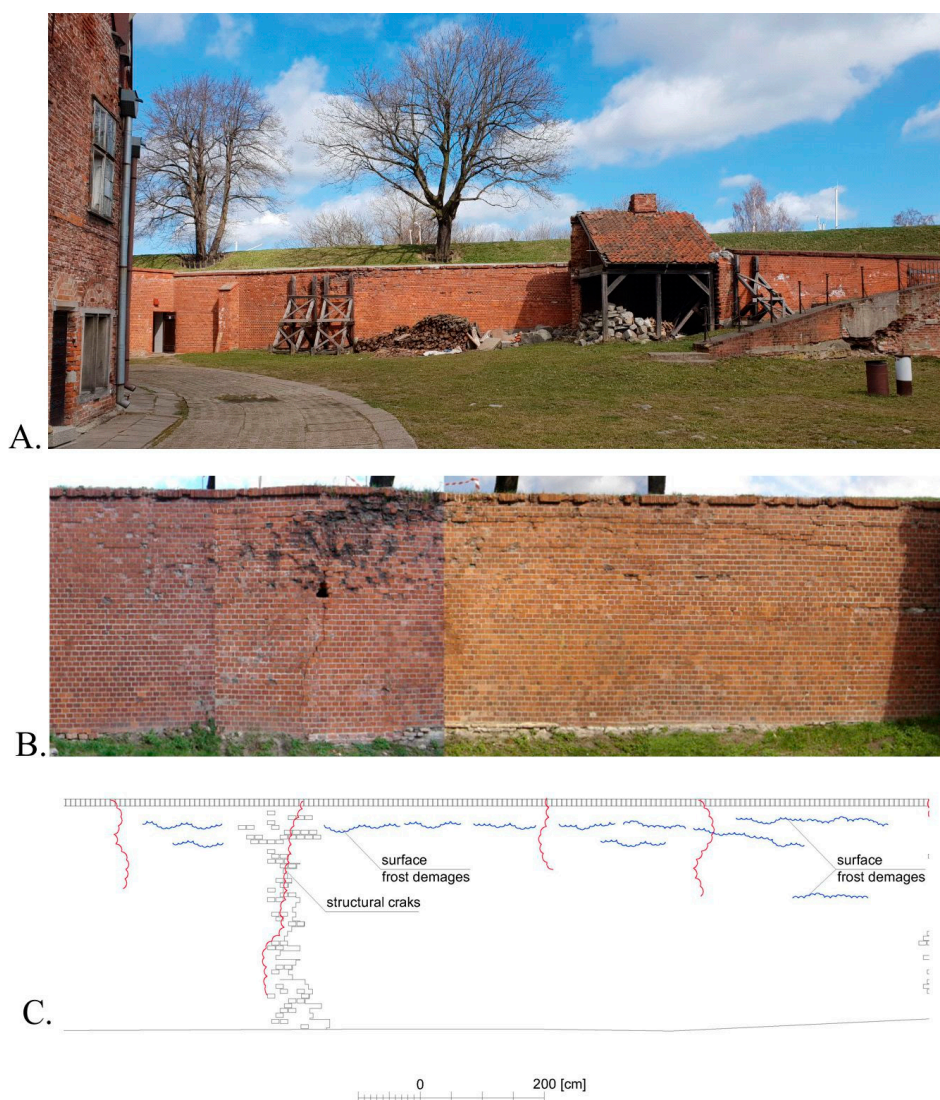 A.
B.
surface
frost demages
structural craks
surface
frost demages
C.
0 200 [cm]